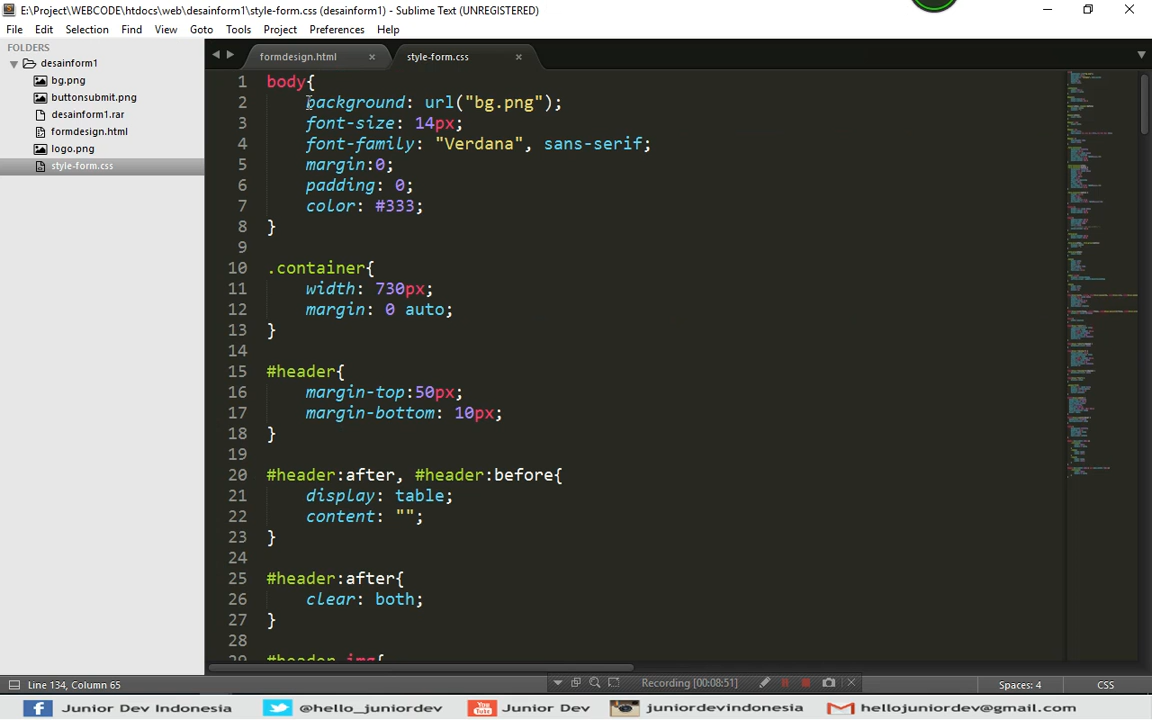 E:\Project\WEBCODE\htdocs\web\desainform1\style-form.css (desainform1) - Sublime Text (UNREGISTERED)
File Edit Selection Find View Goto Tools Project Preferences Help
FOLDERS
desainform1
bg.png
buttonsubmit.png
desainform1.rar
formdesign.html
logo.png
style-form.css
formdesign.html × style-form.css ×
1 body{
2 background: url("bg.png");
3 font-size: 14px;
4 font-family: "Verdana", sans-serif;
5 margin:0;
6 padding: 0;
7 color: #333;
8 }
9
10 .container{
11 width: 730px;
12 margin: 0 auto;
13 }
14
15 #header{
16 margin-top:50px;
17 margin-bottom: 10px;
18 }
19
20 #header:after, #header:before{
21 display: table;
22 content: "";
23 }
24
25 #header:after{
26 clear: both;
27 }
28
29 #header img{
Line 134, Column 65 Recording [00:08:51] Spaces: 4 CSS
Junior Dev Indonesia @hello_juniordev You Tube Junior Dev juniordevindonesia hellojuniordev@gmail.com